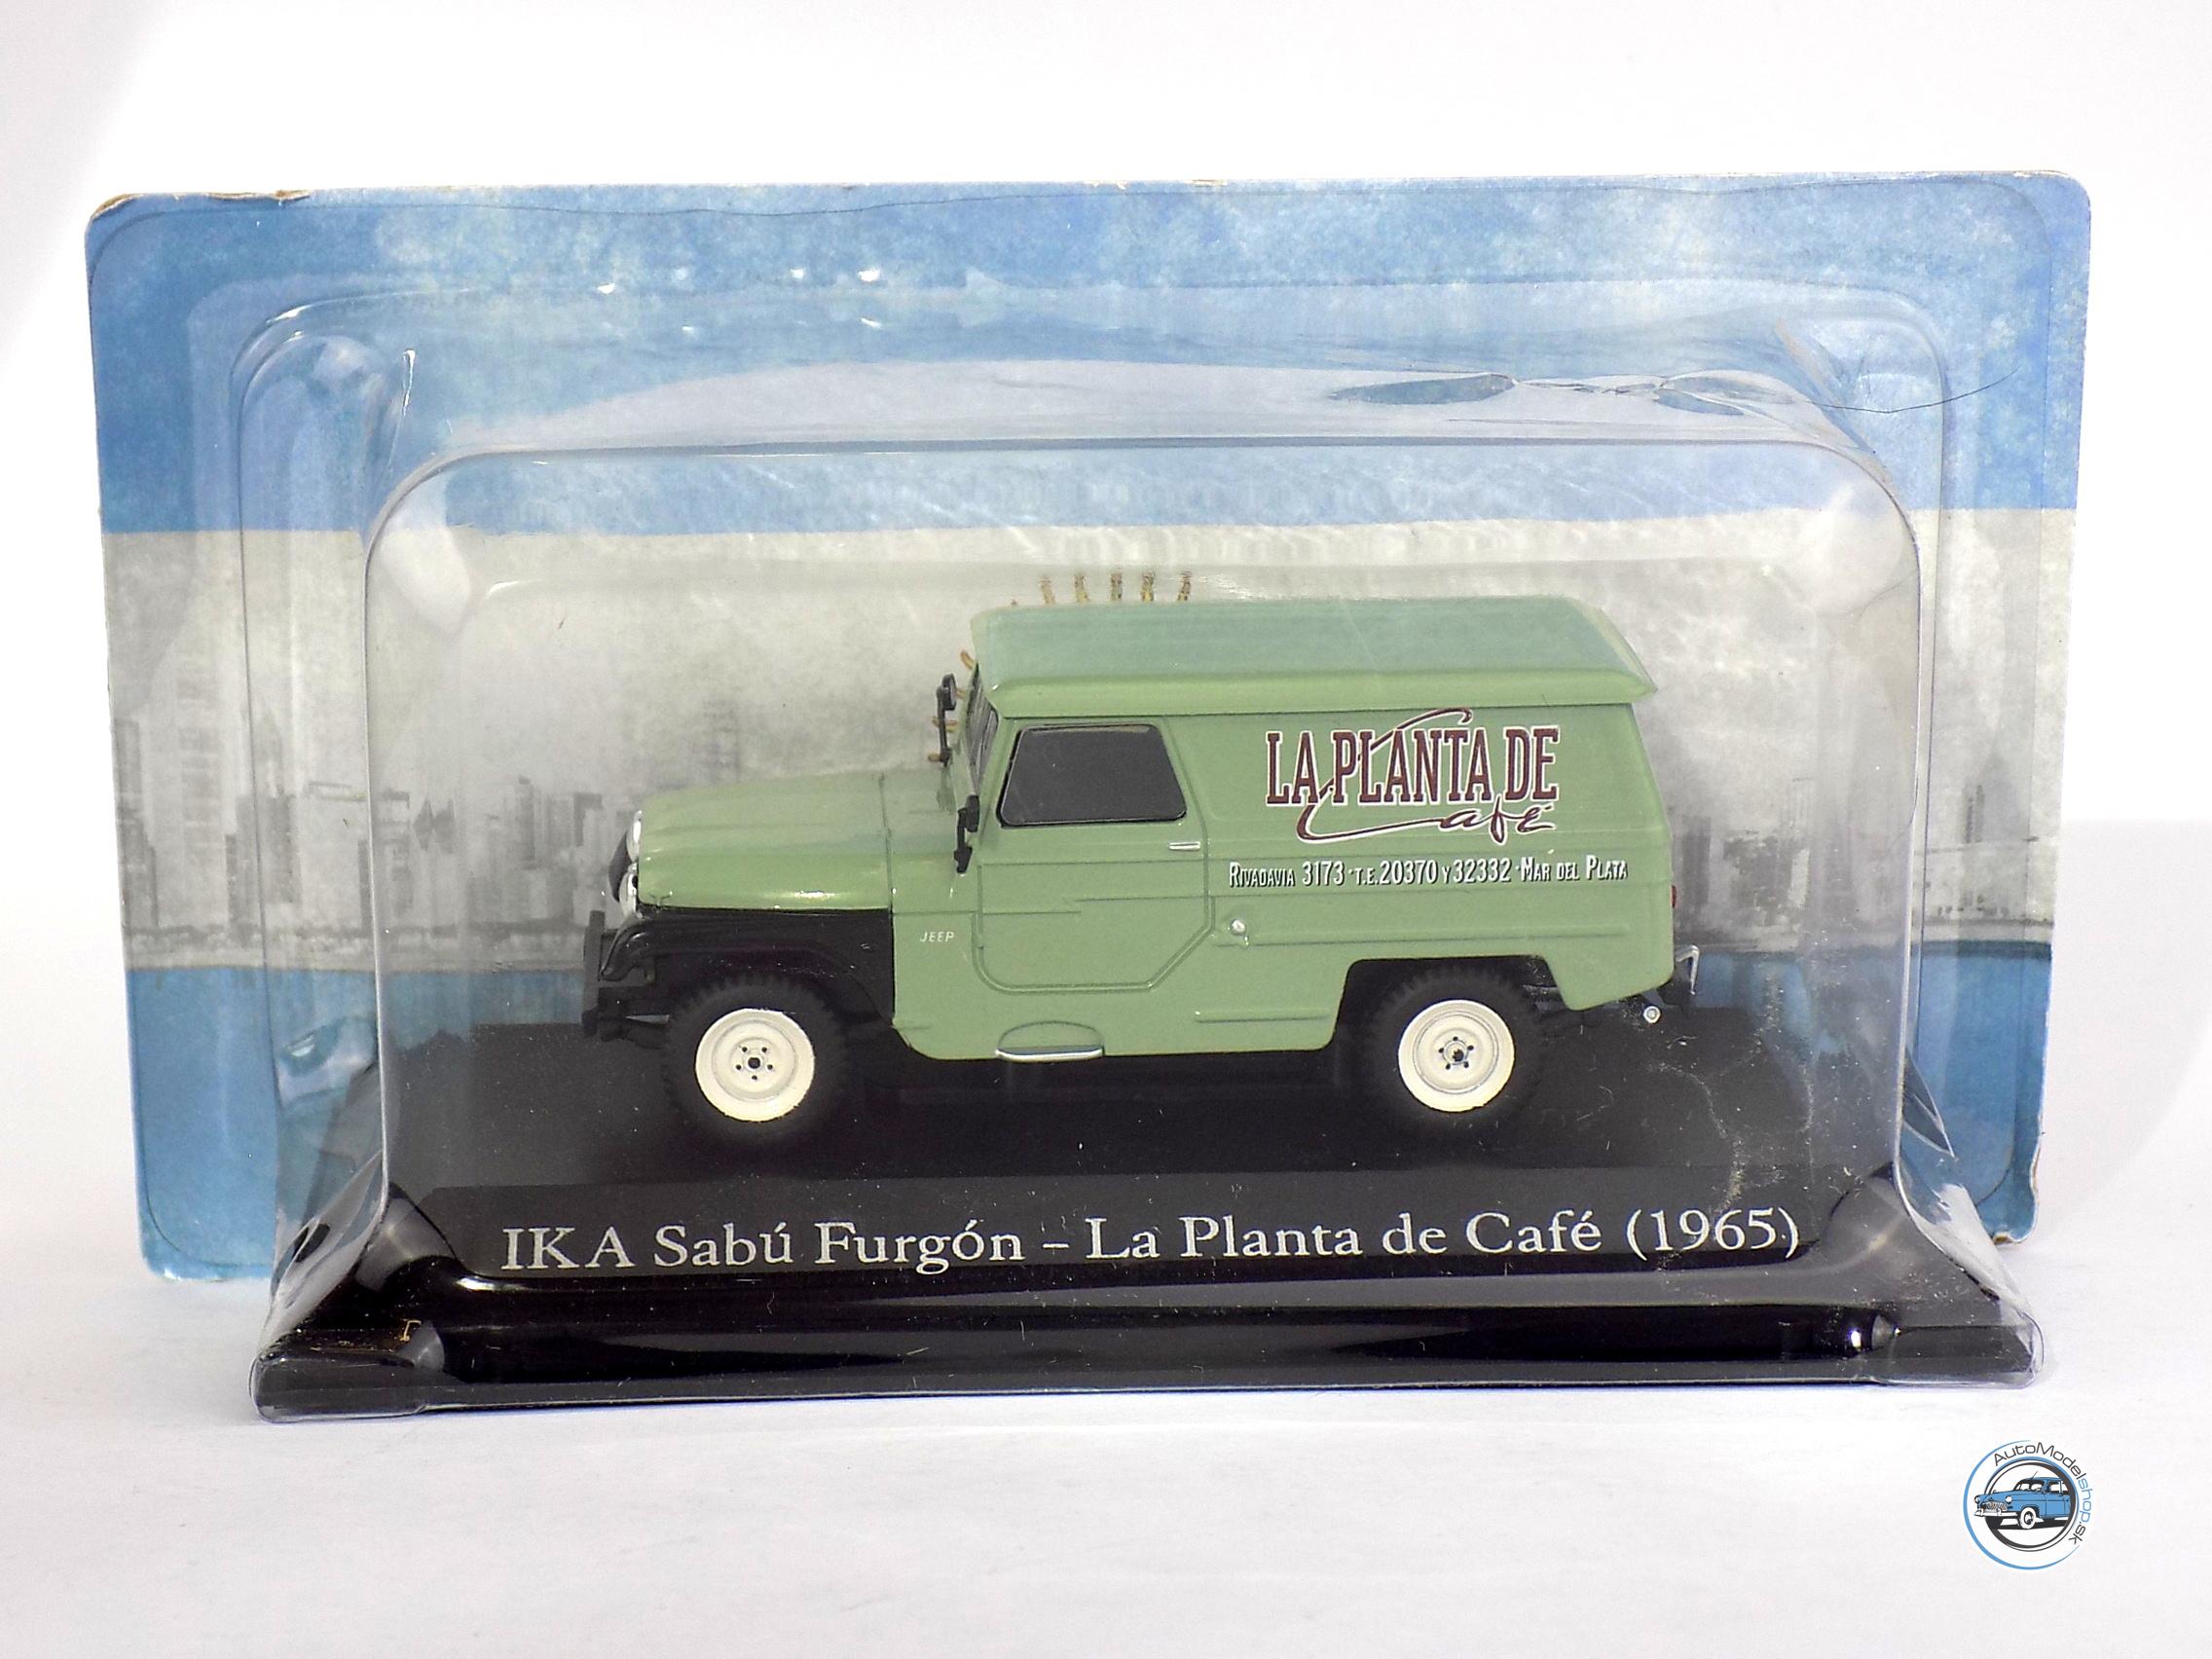 LA PLANTA DE
Café
RIVADAVIA 3173 · T.E. 20370 Y 32332 · MAR DEL PLATA
JEEP
IKA Sabú Furgón – La Planta de Café (1965)
AutoModelshop.sk